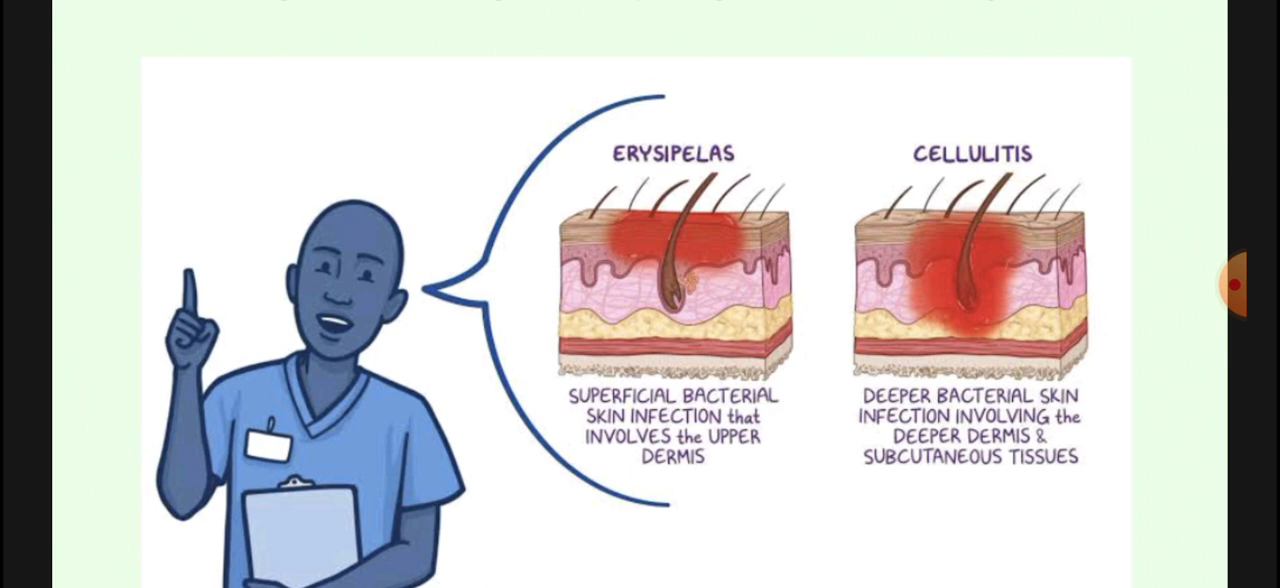 ERYSIPELAS
SUPERFICIAL BACTERIAL
SKIN INFECTION that
INVOLVES the UPPER
DERMIS
CELLULITIS
DEEPER BACTERIAL SKIN
INFECTION INVOLVING the
DEEPER DERMIS &
SUBCUTANEOUS TISSUES